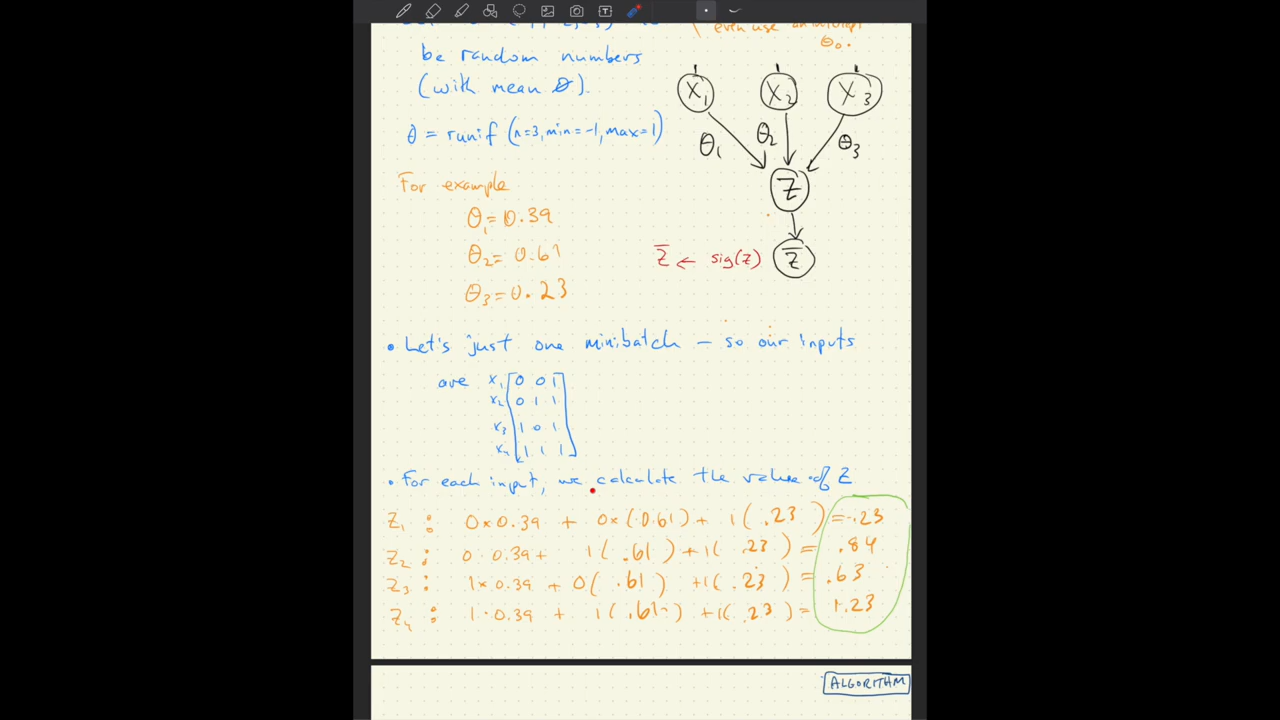 even use an intercept
θ₀.
be random numbers
(with mean 0).
θ = runif (n=3, min=-1, max=1)
X₁ X₂ X₃
θ₁ θ₂ θ₃
Z
Z̄ ← sig(z)
Z̄
For example
θ₁=0.39
θ₂=0.61
θ₃=0.23
• Let's just one minibatch – so our inputs
are X₁ 0 0 1
X₂ 0 1 1
X₃ 1 0 1
X₄ 1 1 1
• For each input, we calculate the value of Z
Z₁ : 0×0.39 + 0×(0.61) + 1(.23) = .23
Z₂ : 0·0.39 + 1(.61) + 1(.23) = .84
Z₃ : 1×0.39 + 0(.61) + 1(.23) = .63
Z₄ : 1·0.39 + 1(.61) + 1(.23) = 1.23
ALGORITHM